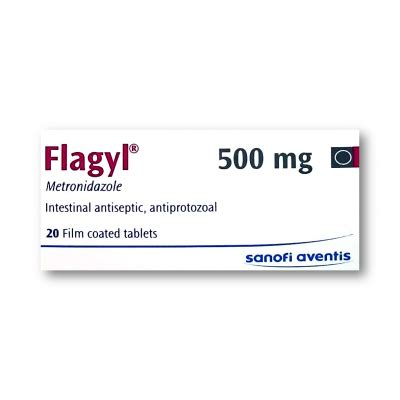 Flagyl® 500 mg
Metronidazole
Intestinal antiseptic, antiprotozoal
20 Film coated tablets
sanofi aventis